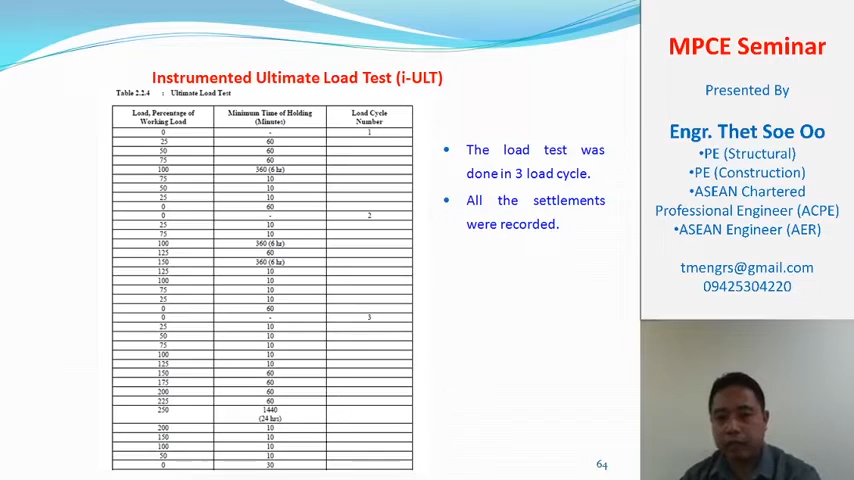 Instrumented Ultimate Load Test (i-ULT)
Table 2.2.4 : Ultimate Load Test
Load, Percentage of Working Load | Minimum Time of Holding (Minutes) | Load Cycle Number
0 | - | 1
25 | 60
50 | 60
75 | 60
100 | 360 (6 hr)
75 | 10
50 | 10
25 | 10
0 | 60
0 | - | 2
25 | 10
75 | 10
100 | 360 (6 hr)
125 | 60
150 | 360 (6 hr)
125 | 10
100 | 10
75 | 10
25 | 10
0 | 60
0 | - | 3
25 | 10
50 | 10
75 | 10
100 | 10
125 | 10
150 | 60
175 | 60
200 | 60
225 | 60
250 | 1440 (24 hrs)
200 | 10
150 | 10
100 | 10
50 | 10
0 | 30
• The load test was
done in 3 load cycle.
• All the settlements
were recorded.
64
MPCE Seminar
Presented By
Engr. Thet Soe Oo
•PE (Structural)
•PE (Construction)
•ASEAN Chartered
Professional Engineer (ACPE)
•ASEAN Engineer (AER)
tmengrs@gmail.com
09425304220